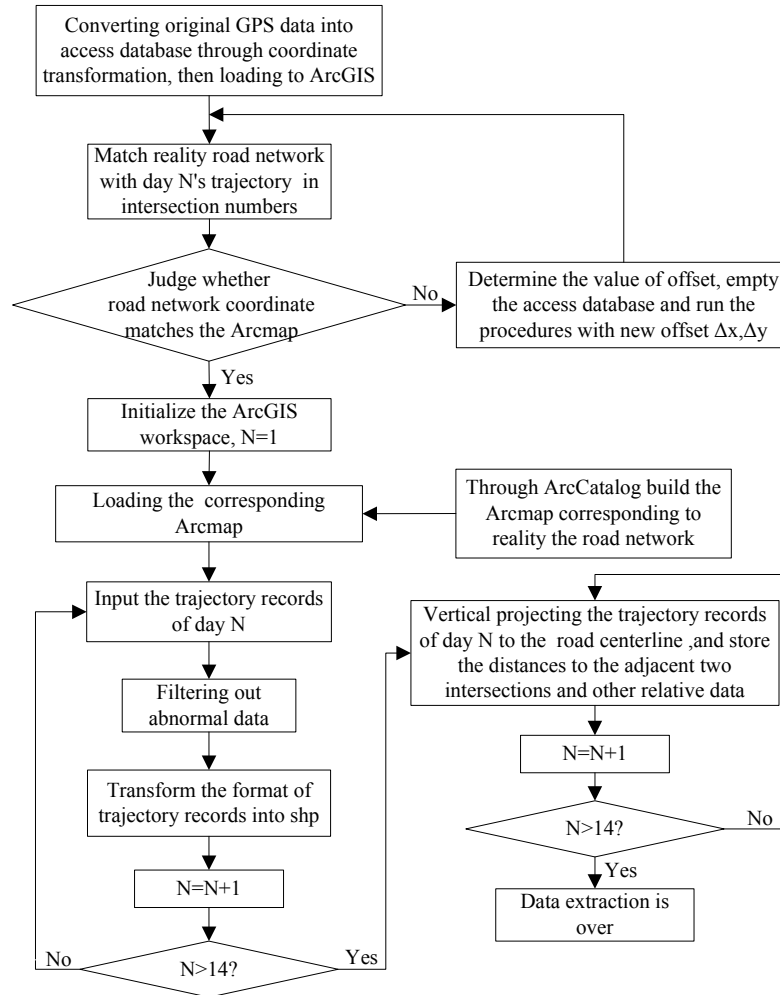 Converting original GPS data into
access database through coordinate
transformation, then loading to ArcGIS
Match reality road network
with day N's trajectory in
intersection numbers
Judge whether
road network coordinate
matches the Arcmap
No
Determine the value of offset, empty
the access database and run the
procedures with new offset Δx,Δy
Yes
Initialize the ArcGIS
workspace, N=1
Loading the corresponding
Arcmap
Through ArcCatalog build the
Arcmap corresponding to
reality the road network
Input the trajectory records
of day N
Filtering out
abnormal data
Transform the format of
trajectory records into shp
N=N+1
N>14?
No
Yes
Vertical projecting the trajectory records
of day N to the road centerline ,and store
the distances to the adjacent two
intersections and other relative data
N=N+1
N>14?
No
Yes
Data extraction is
over